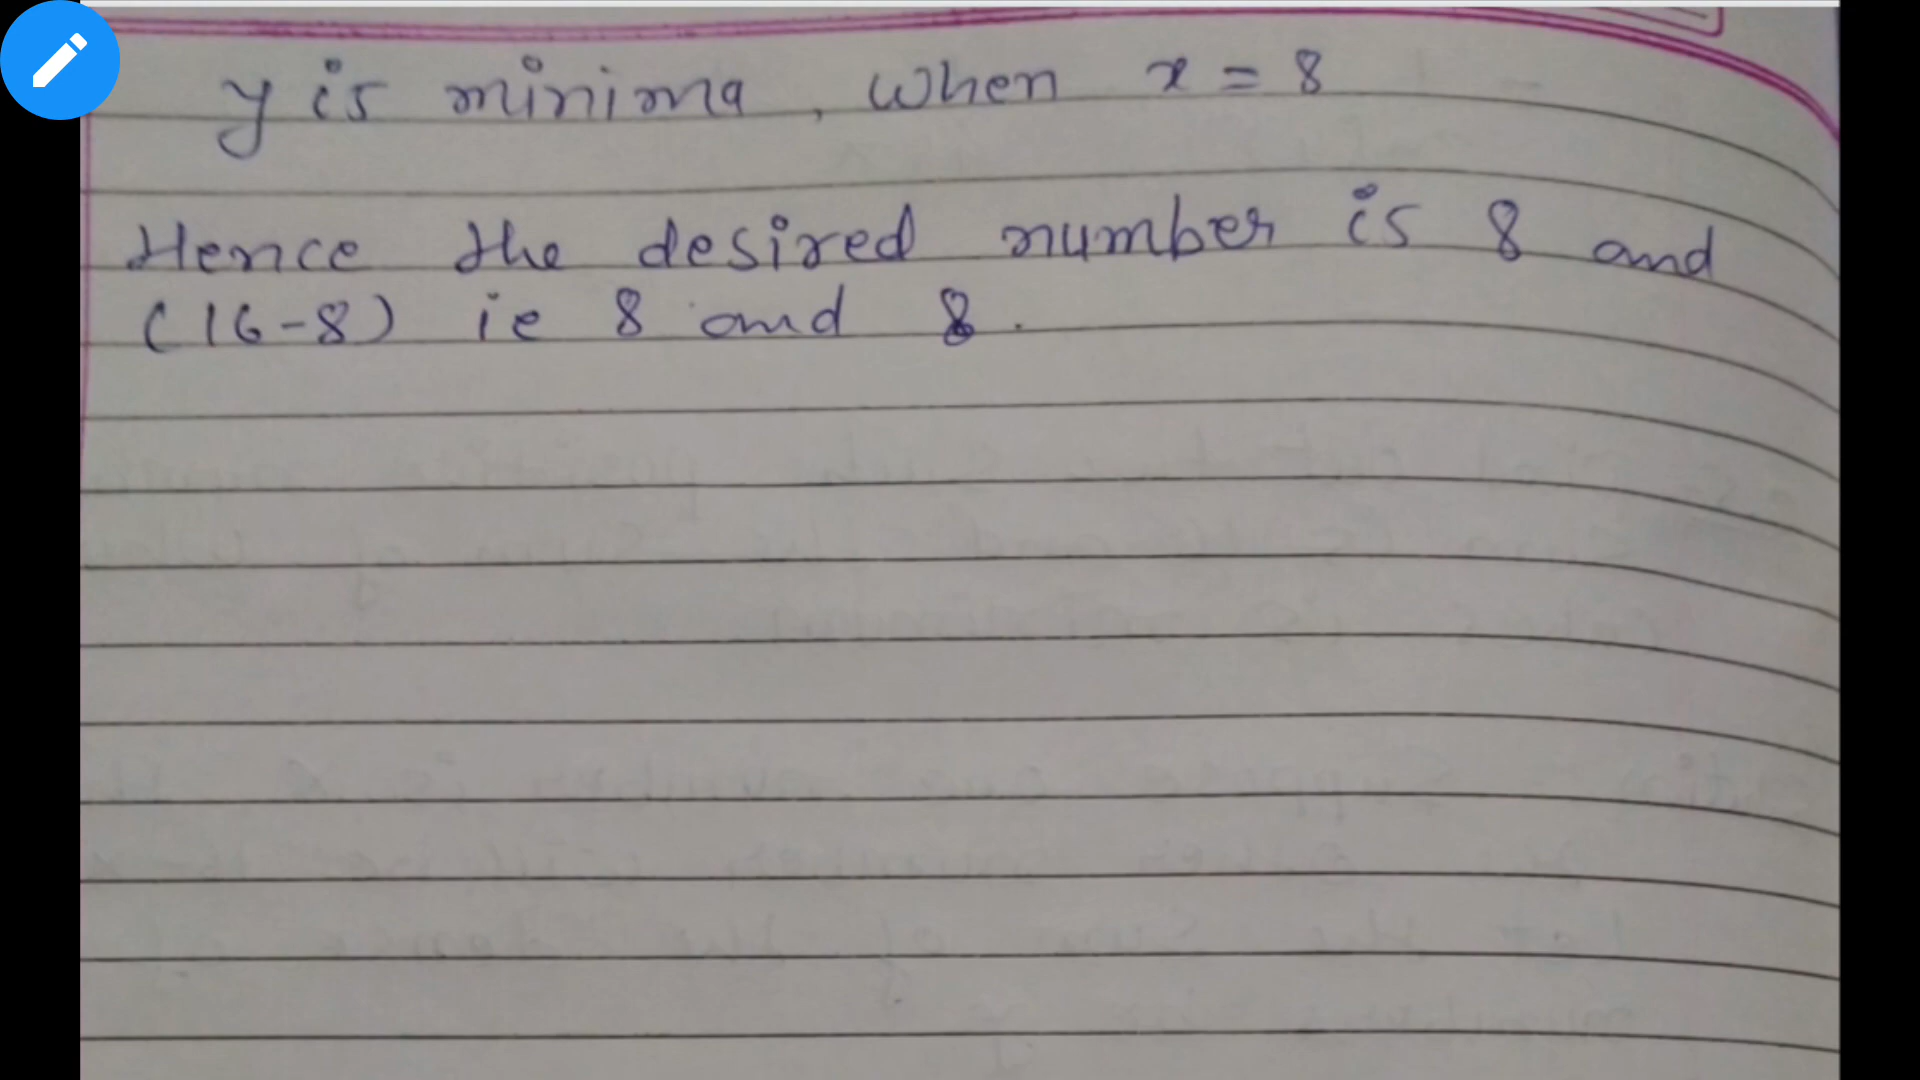 y is minima, when x = 8
Hence the desired number is 8 and
(16-8) ie 8 and 8.